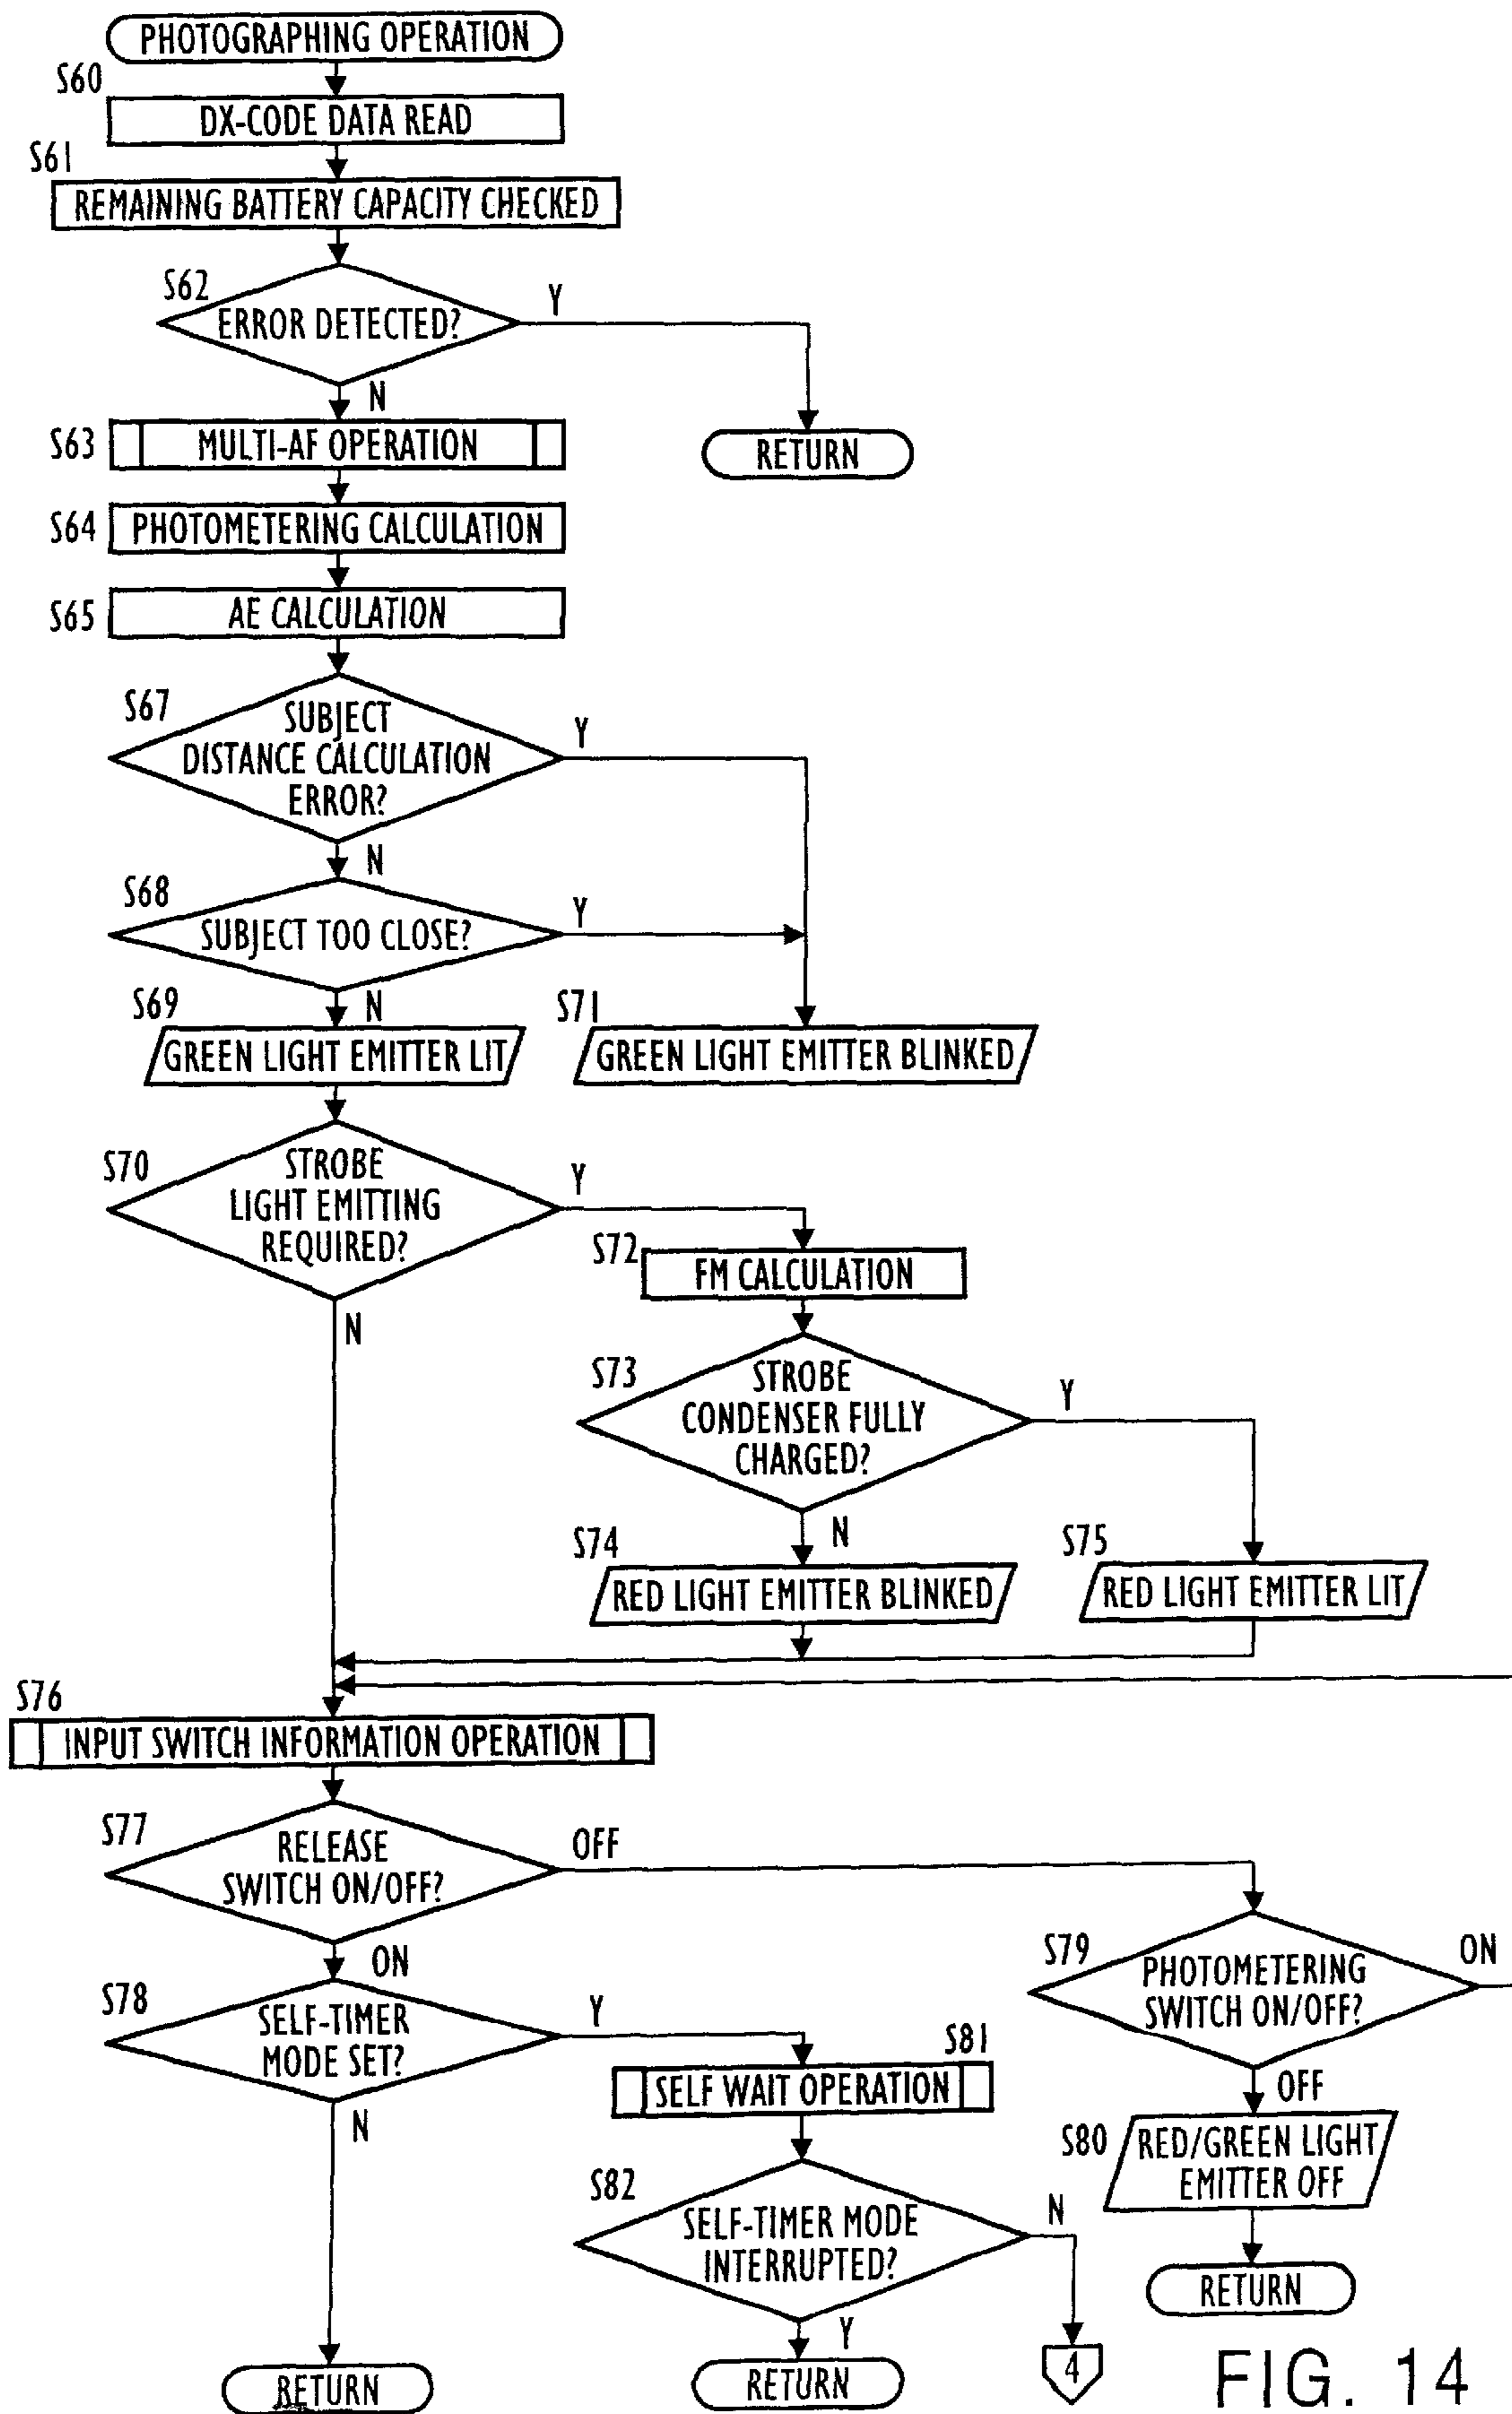 PHOTOGRAPHING OPERATION
S60
DX-CODE DATA READ
S61
REMAINING BATTERY CAPACITY CHECKED
S62
ERROR DETECTED?
Y
N
S63
MULTI-AF OPERATION
RETURN
S64
PHOTOMETERING CALCULATION
S65
AE CALCULATION
S67
SUBJECT
DISTANCE CALCULATION
ERROR?
Y
N
S68
SUBJECT TOO CLOSE?
Y
N
S69
GREEN LIGHT EMITTER LIT
S71
GREEN LIGHT EMITTER BLINKED
S70
STROBE
LIGHT EMITTING
REQUIRED?
Y
N
S72
FM CALCULATION
S73
STROBE
CONDENSER FULLY
CHARGED?
Y
N
S74
RED LIGHT EMITTER BLINKED
S75
RED LIGHT EMITTER LIT
S76
INPUT SWITCH INFORMATION OPERATION
S77
RELEASE
SWITCH ON/OFF?
OFF
ON
S79
PHOTOMETERING
SWITCH ON/OFF?
ON
OFF
S78
SELF-TIMER
MODE SET?
Y
N
S81
SELF WAIT OPERATION
S80
RED/GREEN LIGHT
EMITTER OFF
S82
SELF-TIMER MODE
INTERRUPTED?
N
Y
RETURN
RETURN
RETURN
4
FIG. 14